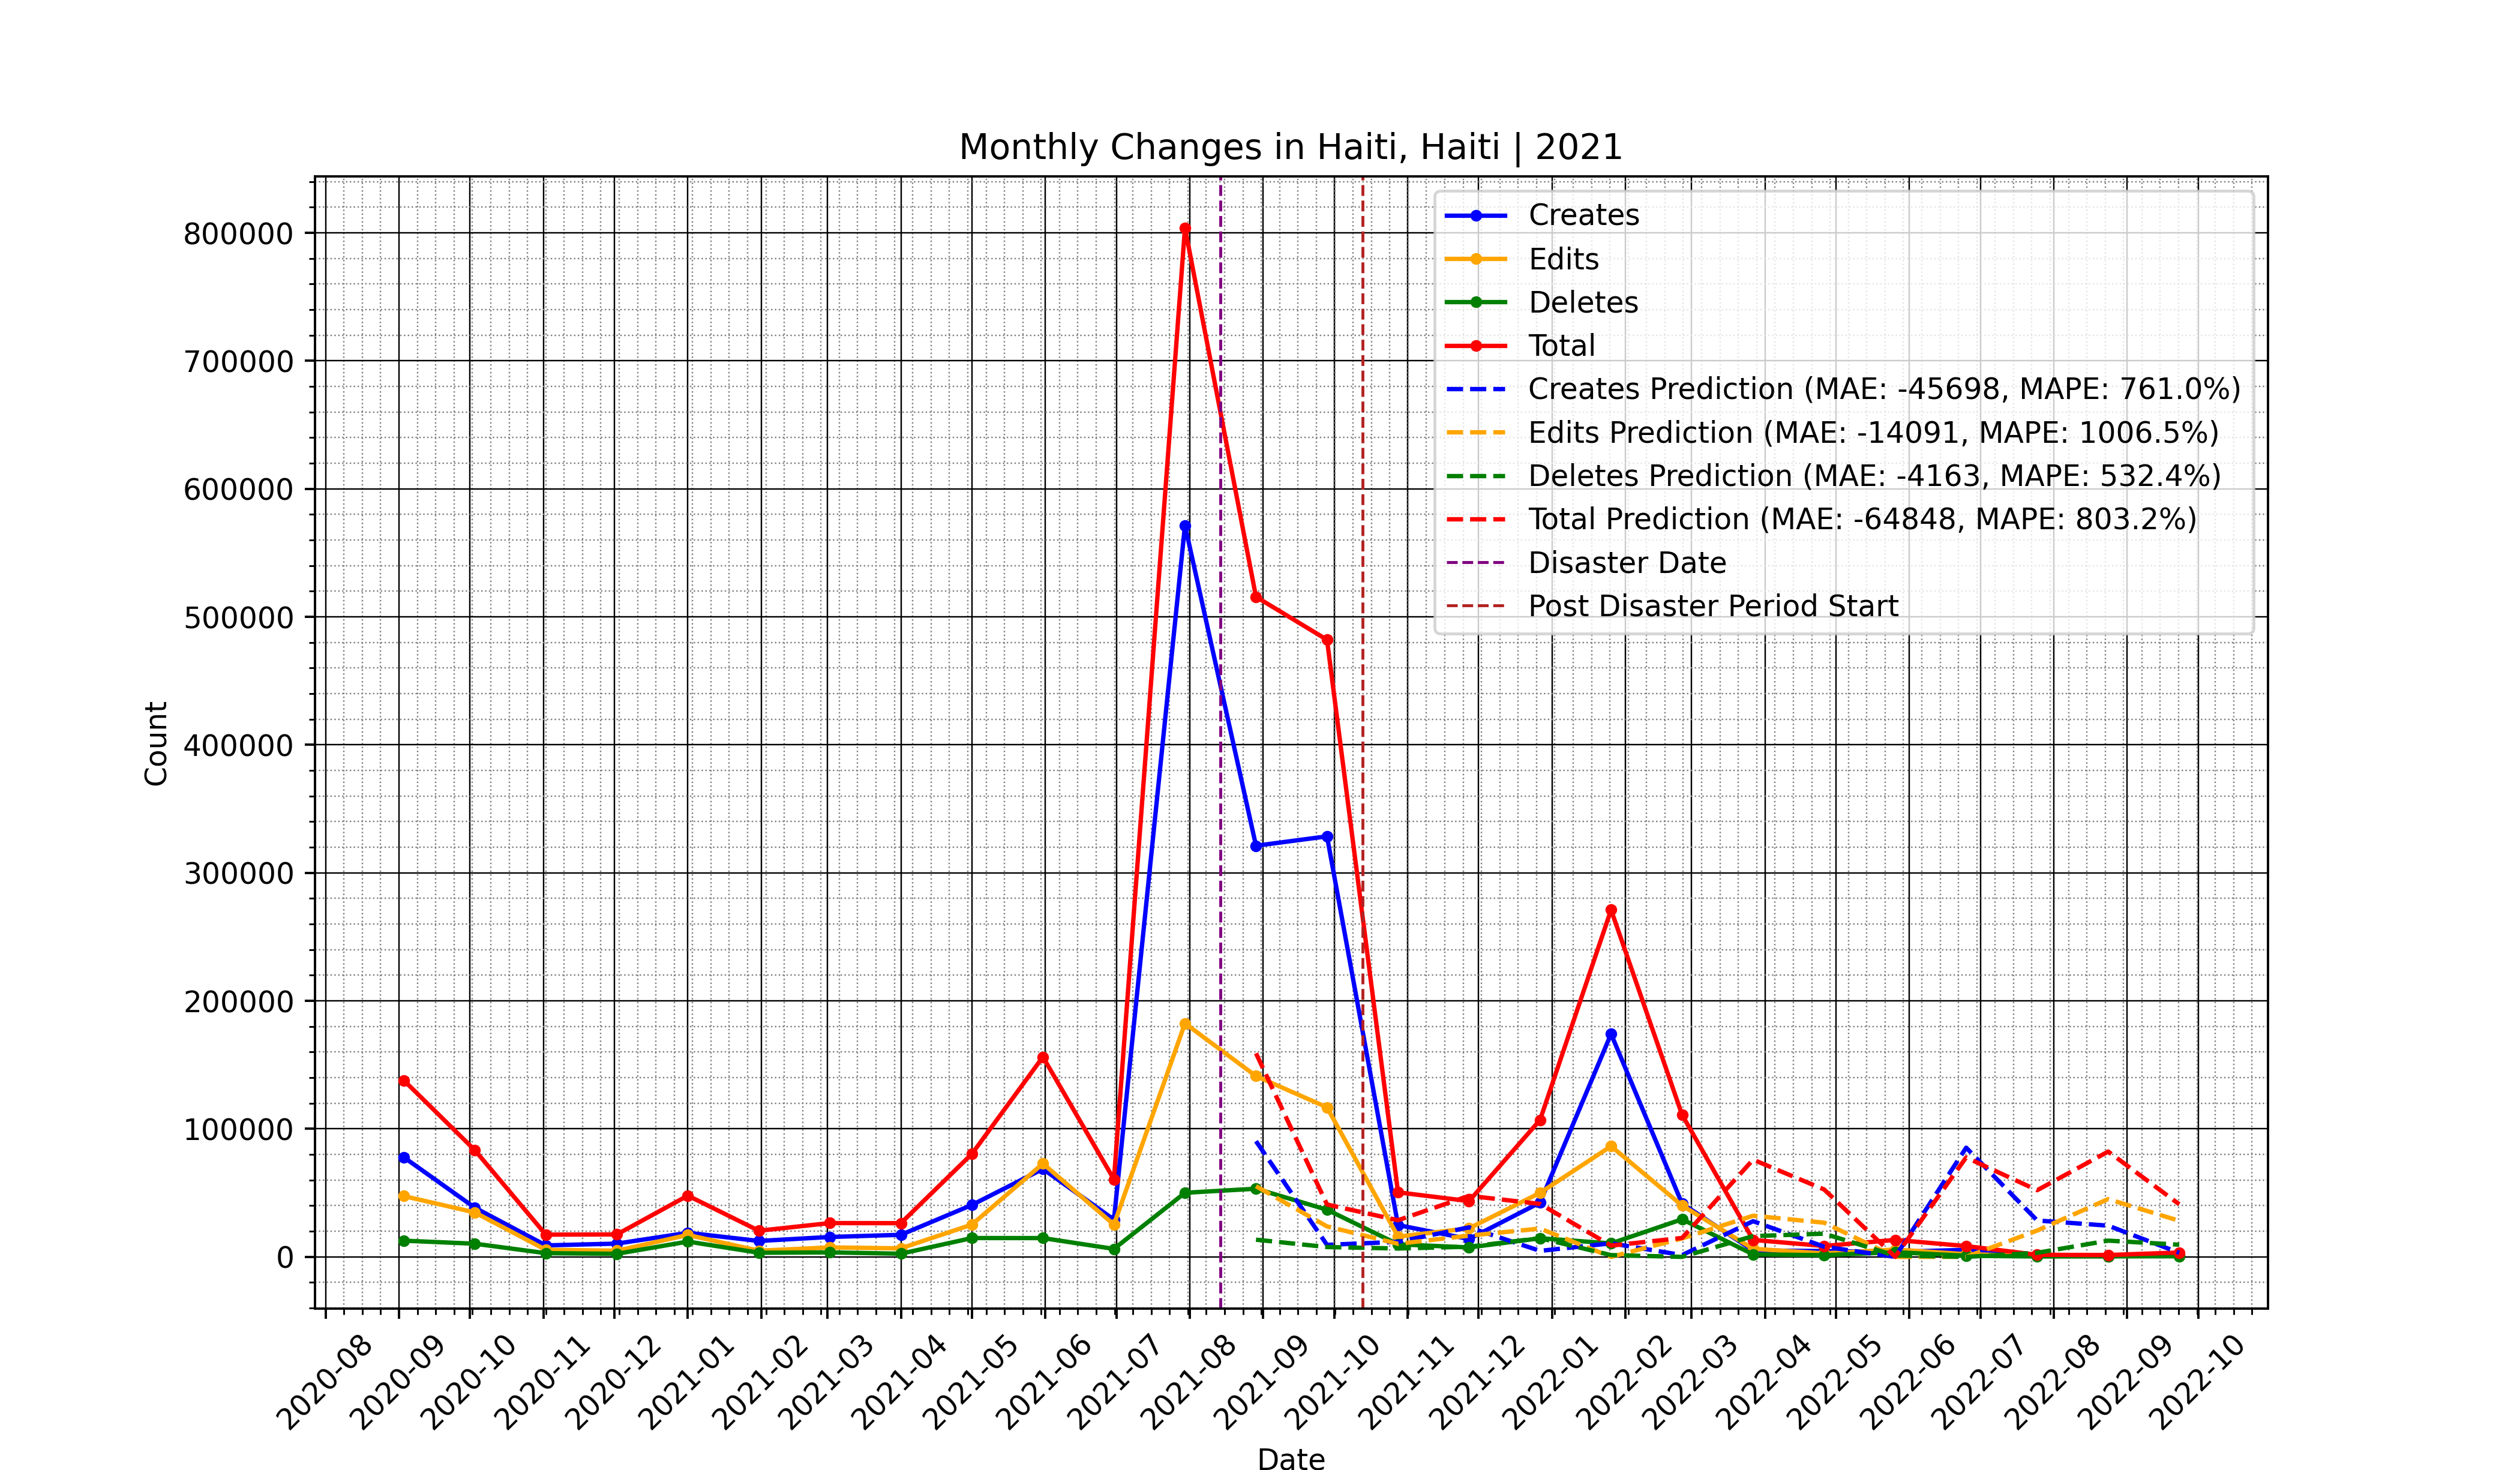 Monthly Changes in Haiti, Haiti | 2021
Creates
Edits
Deletes
Total
Creates Prediction (MAE: -45698, MAPE: 761.0%)
Edits Prediction (MAE: -14091, MAPE: 1006.5%)
Deletes Prediction (MAE: -4163, MAPE: 532.4%)
Total Prediction (MAE: -64848, MAPE: 803.2%)
Disaster Date
Post Disaster Period Start
800000
700000
600000
500000
400000
300000
200000
100000
0
Count
2020-08
2020-09
2020-10
2020-11
2020-12
2021-01
2021-02
2021-03
2021-04
2021-05
2021-06
2021-07
2021-08
2021-09
2021-10
2021-11
2021-12
2022-01
2022-02
2022-03
2022-04
2022-05
2022-06
2022-07
2022-08
2022-09
2022-10
Date